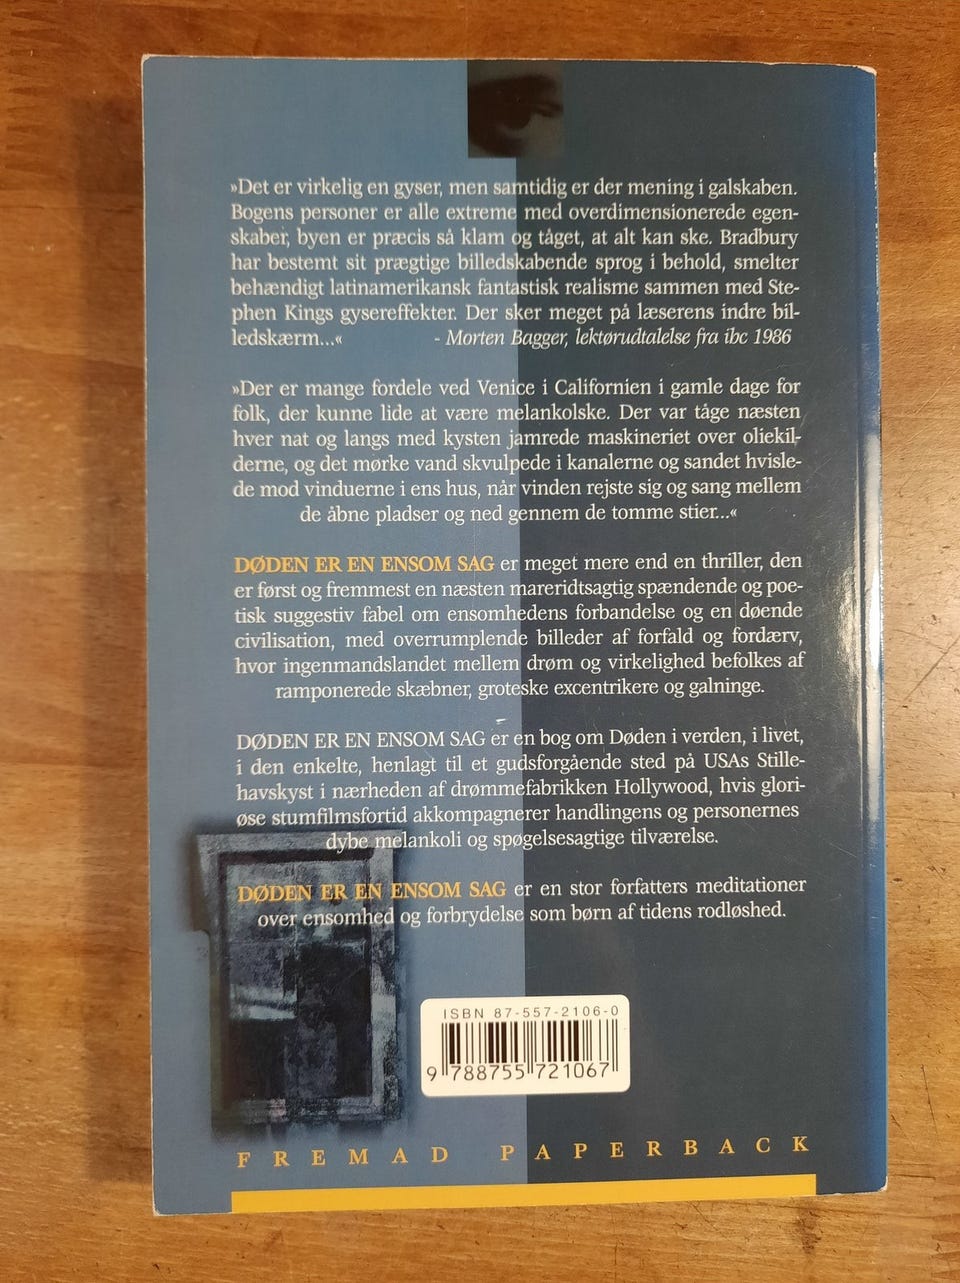 »Det er virkelig en gyser, men samtidig er der mening i galskaben.
Bogens personer er alle extreme med overdimensionerede egen-
skaber, byen er præcis så klam og tåget, at alt kan ske. Bradbury
har bestemt sit prægtige billedskabende sprog i behold, smelter
behændigt latinamerikansk fantastisk realisme sammen med Ste-
phen Kings gysereffekter. Der sker meget på læserens indre bil-
ledskærm...« - Morten Bagger, lektørudtalelse fra ibc 1986
»Der er mange fordele ved Venice i Californien i gamle dage for
folk, der kunne lide at være melankolske. Der var tåge næsten
hver nat og langs med kysten jamrede maskineriet over oliekil-
derne, og det mørke vand skvulpede i kanalerne og sandet hvisle-
de mod vinduerne i ens hus, når vinden rejste sig og sang mellem
de åbne pladser og ned gennem de tomme stier...«
DØDEN ER EN ENSOM SAG er meget mere end en thriller, den
er først og fremmest en næsten mareridtsagtig spændende og poe-
tisk suggestiv fabel om ensomhedens forbandelse og en døende
civilisation, med overrumplende billeder af forfald og fordærv,
hvor ingenmandslandet mellem drøm og virkelighed befolkes af
ramponerede skæbner, groteske excentrikere og galninge.
DØDEN ER EN ENSOM SAG er en bog om Døden i verden, i livet,
i den enkelte, henlagt til et gudsforgående sted på USAs Stille-
havskyst i nærheden af drømmefabrikken Hollywood, hvis glori-
øse stumfilmsfortid akkompagnerer handlingens og personernes
dybe melankoli og spøgelsesagtige tilværelse.
DØDEN ER EN ENSOM SAG er en stor forfatters meditationer
over ensomhed og forbrydelse som børn af tidens rodløshed.
ISBN 87-557-2106-0
9 788755 721067
FREMAD PAPERBACK